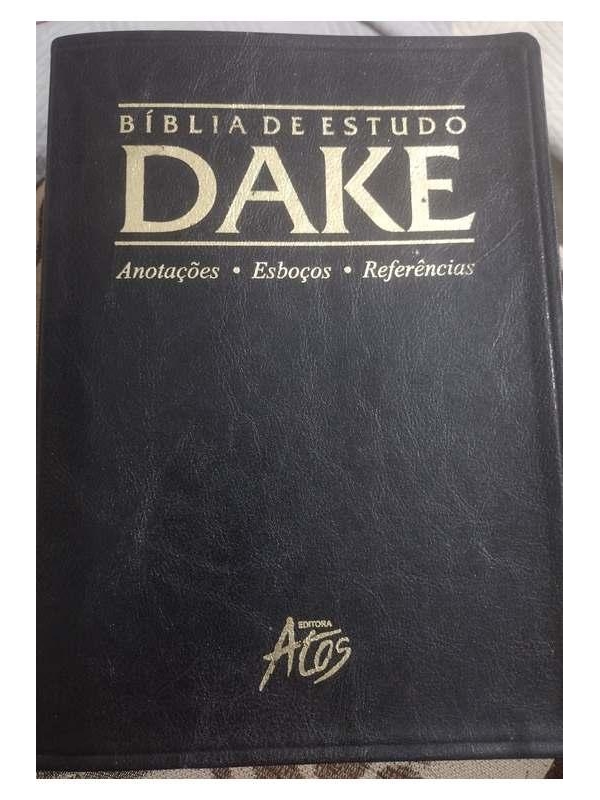 BÍBLIA DE ESTUDO
DAKE
Anotações • Esboços • Referências
EDITORA
Atos